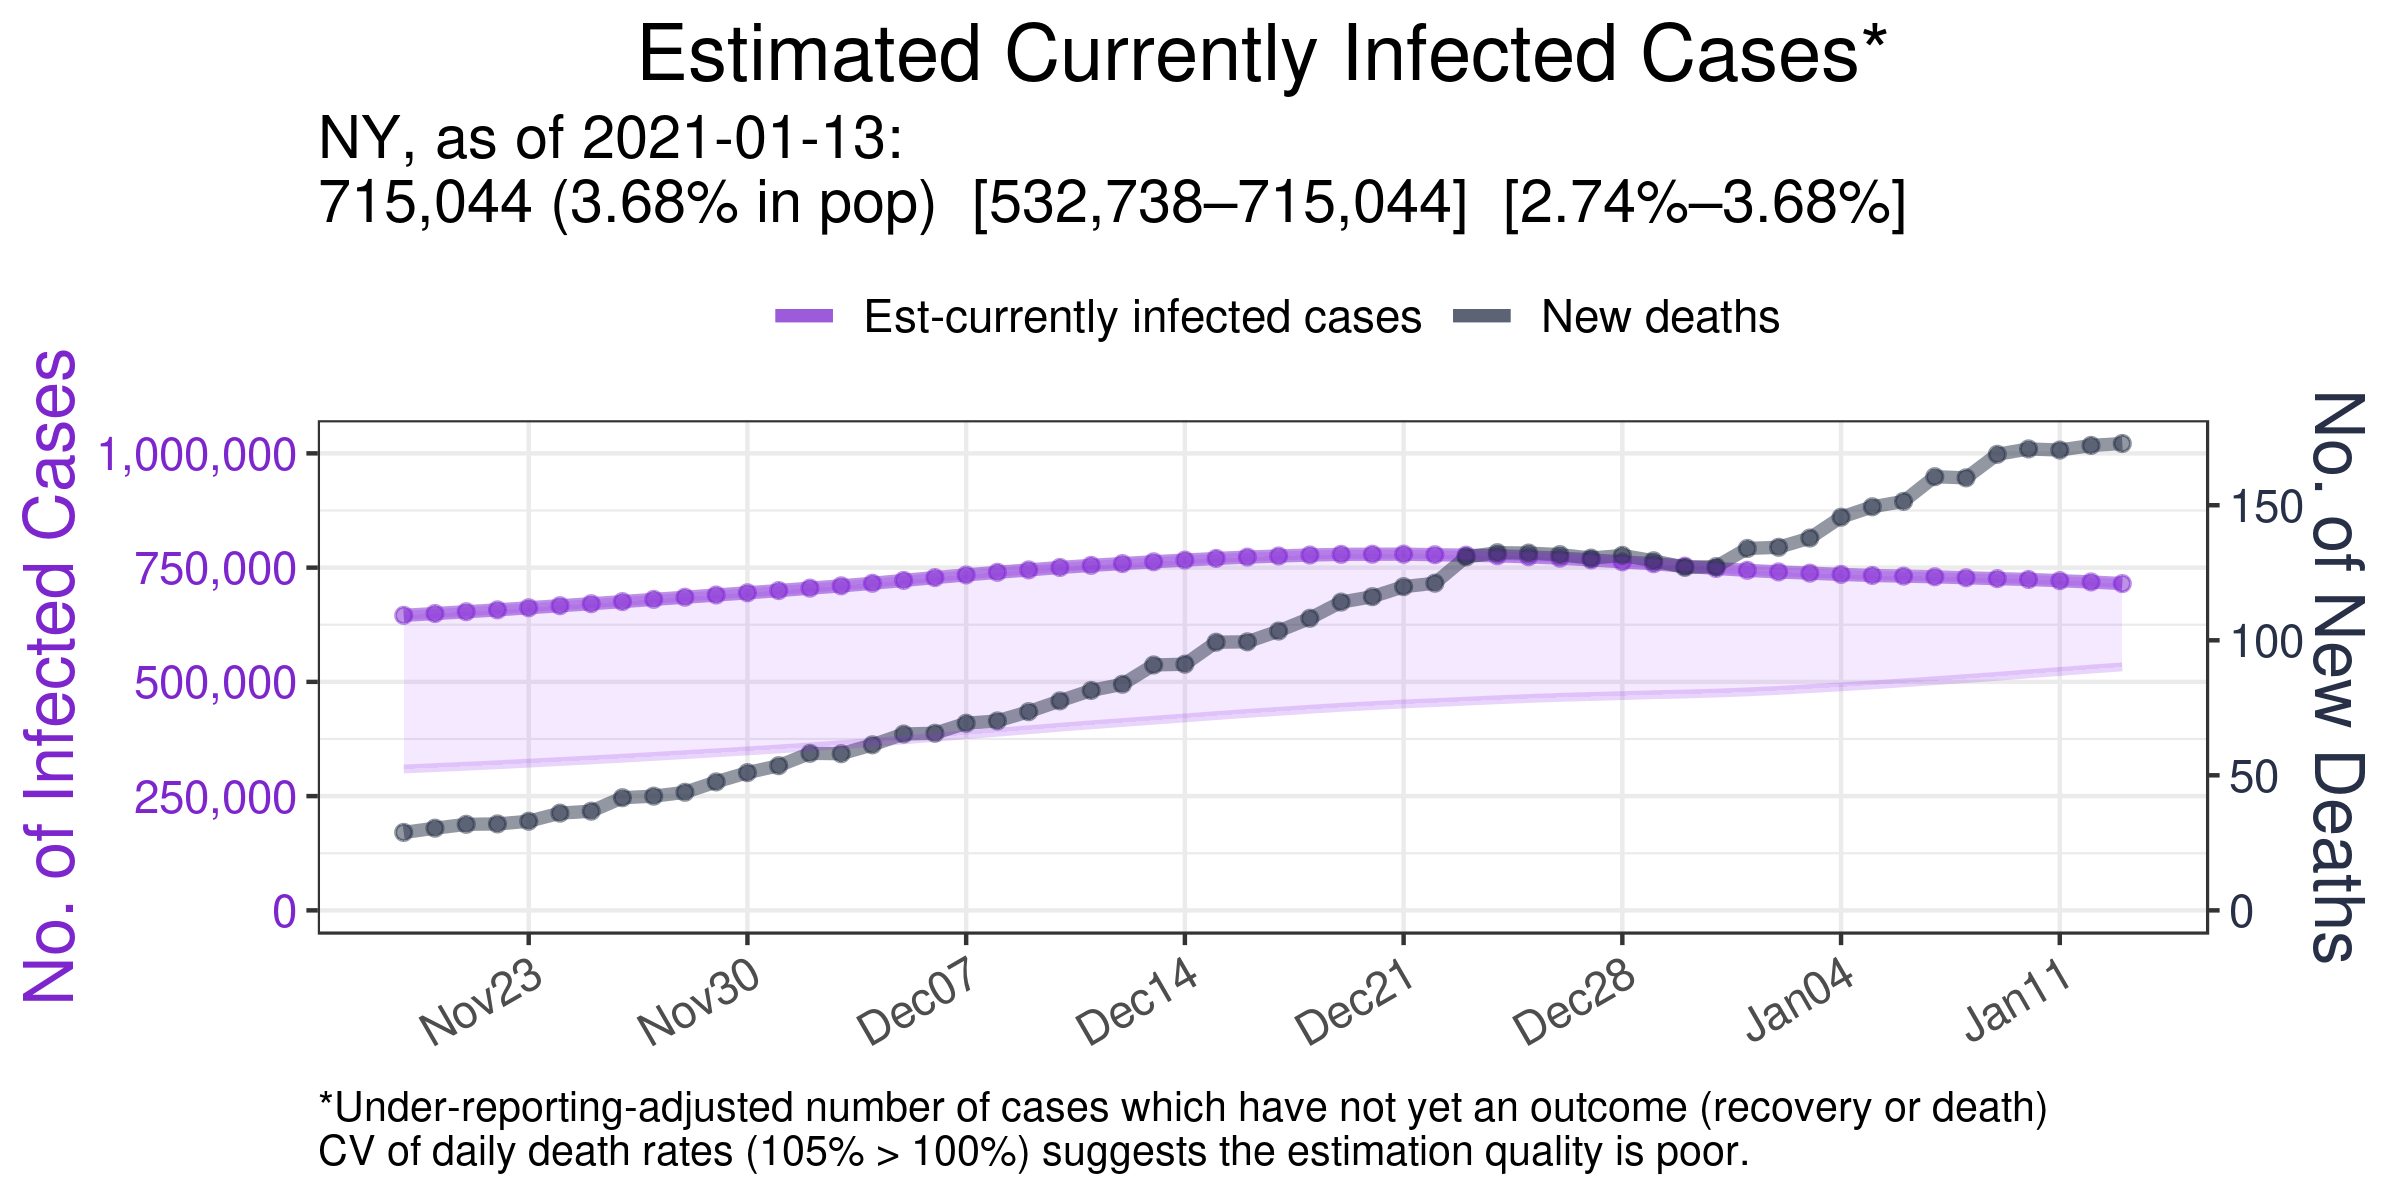 Estimated Currently Infected Cases*
NY, as of 2021-01-13:
715,044 (3.68% in pop)  [532,738–715,044]  [2.74%–3.68%]
Est-currently infected cases
New deaths
No. of Infected Cases
1,000,000
750,000
500,000
250,000
0
No. of New Deaths
150
100
50
0
Nov23
Nov30
Dec07
Dec14
Dec21
Dec28
Jan04
Jan11
*Under-reporting-adjusted number of cases which have not yet an outcome (recovery or death)
CV of daily death rates (105% > 100%) suggests the estimation quality is poor.